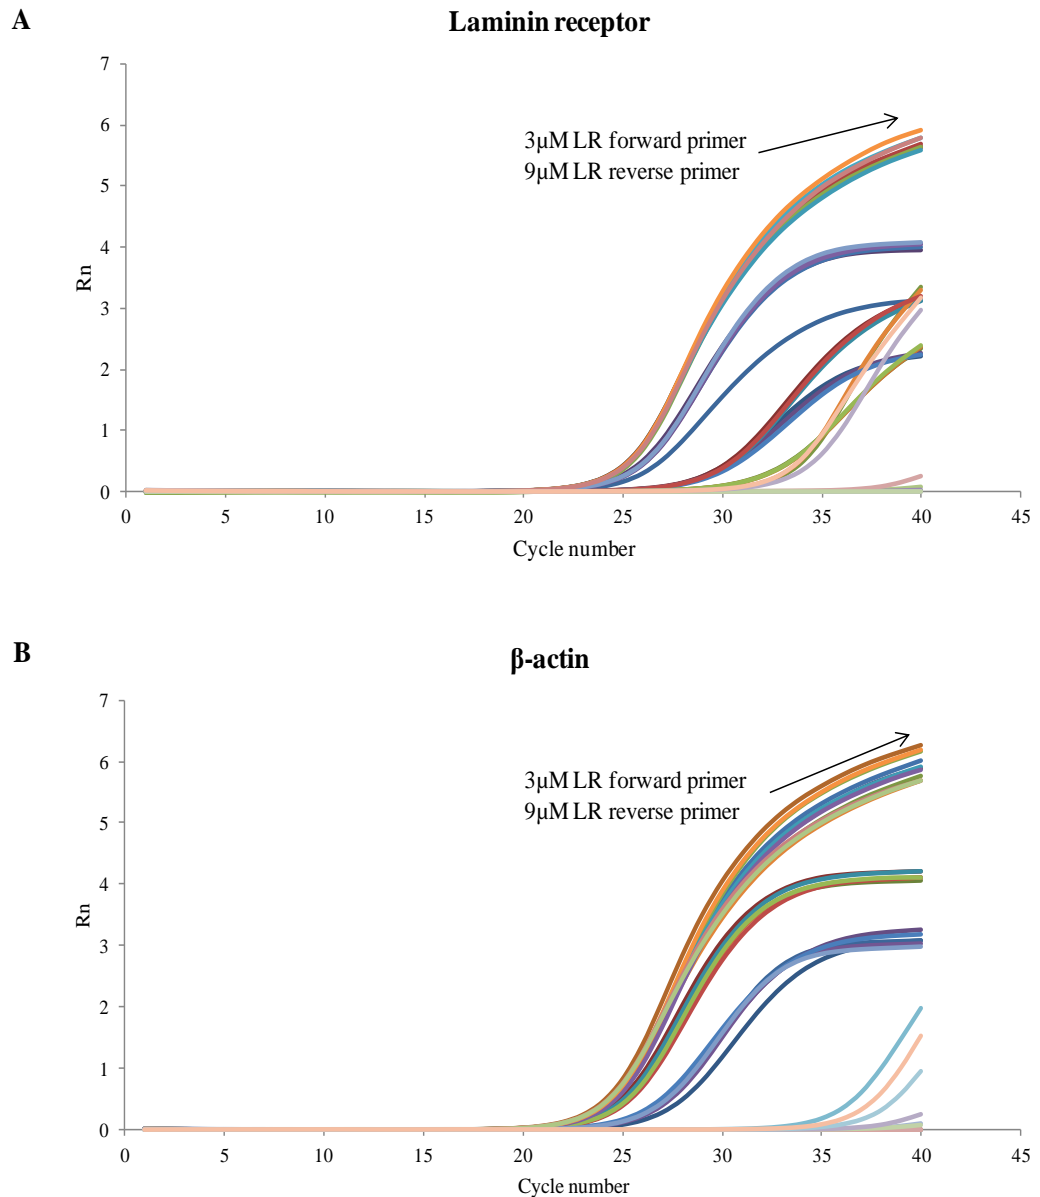 A
Laminin receptor
7
6
5
4
3
2
1
0
Rn
3µM LR forward primer
9µM LR reverse primer
0 5 10 15 20 25 30 35 40 45
Cycle number
B
β-actin
7
6
5
4
3
2
1
0
Rn
3µM LR forward primer
9µM LR reverse primer
0 5 10 15 20 25 30 35 40 45
Cycle number